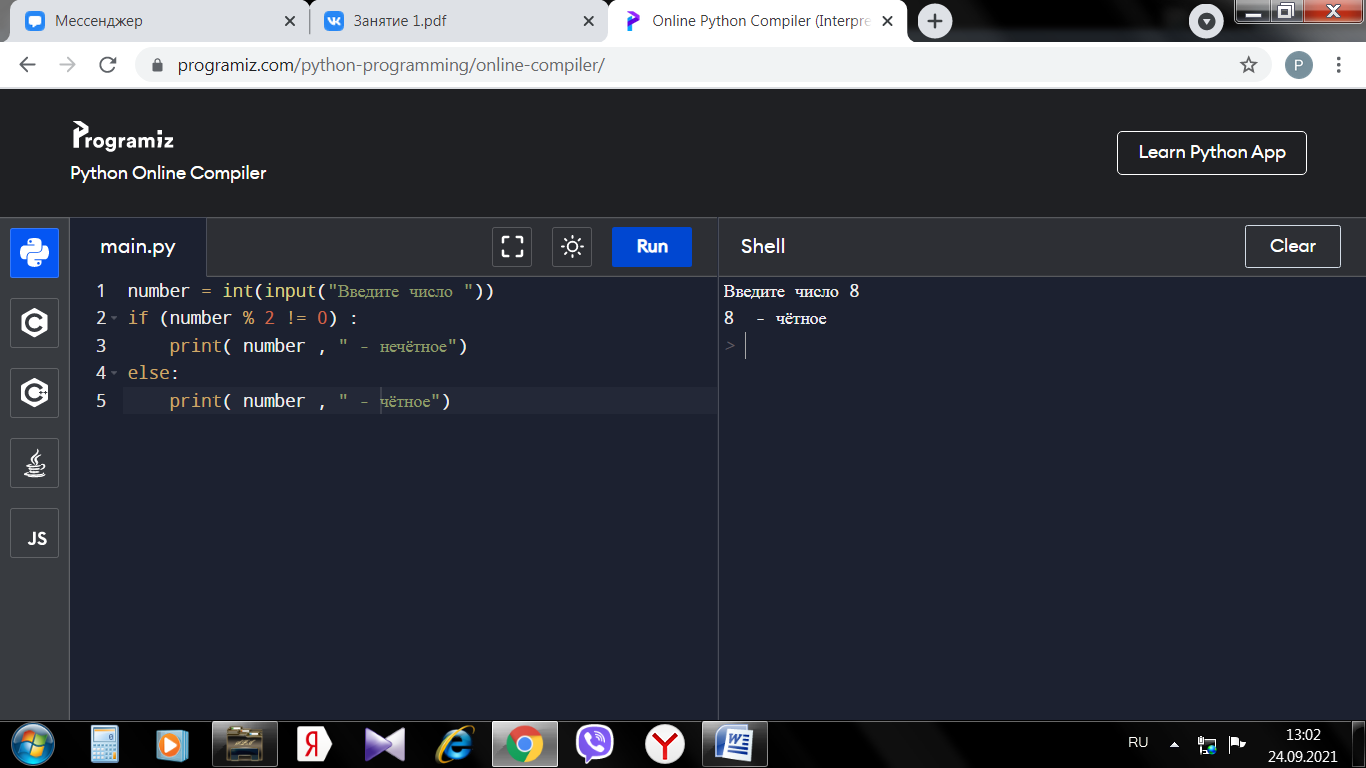 Мессенджер
Занятие 1.pdf
Online Python Compiler (Interpre
programiz.com/python-programming/online-compiler/
P
Programiz
Python Online Compiler
Learn Python App
main.py
Run
Shell
Clear
1 number = int(input("Введите число "))
2 if (number % 2 != 0) :
3     print( number , " - нечётное")
4 else:
5     print( number , " - чётное")
Введите число 8
8  - чётное
>
JS
RU
13:02
24.09.2021